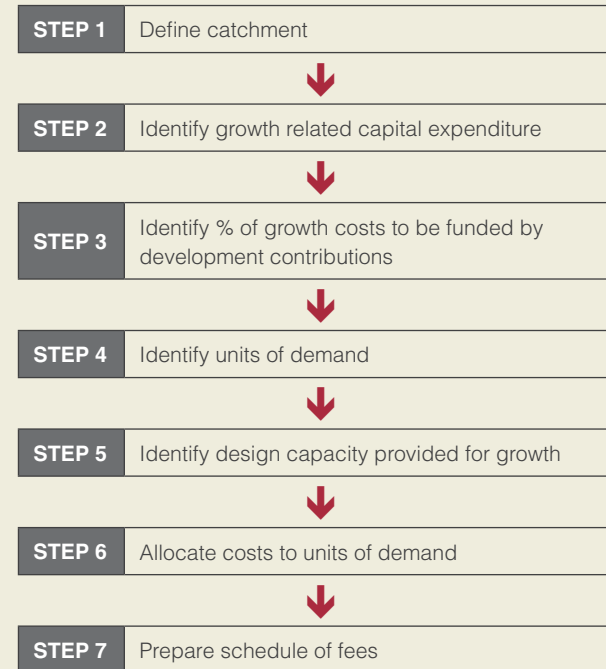 STEP 1 Define catchment
STEP 2 Identify growth related capital expenditure
STEP 3 Identify % of growth costs to be funded by
development contributions
STEP 4 Identify units of demand
STEP 5 Identify design capacity provided for growth
STEP 6 Allocate costs to units of demand
STEP 7 Prepare schedule of fees